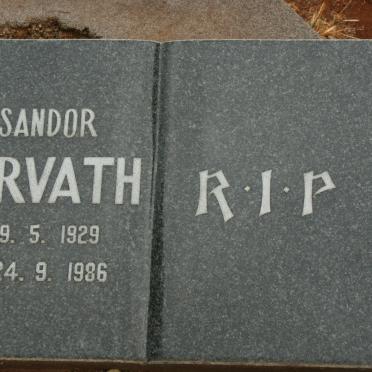 SANDOR
RVATH
9. 5. 1929
24. 9. 1986
R·I·P